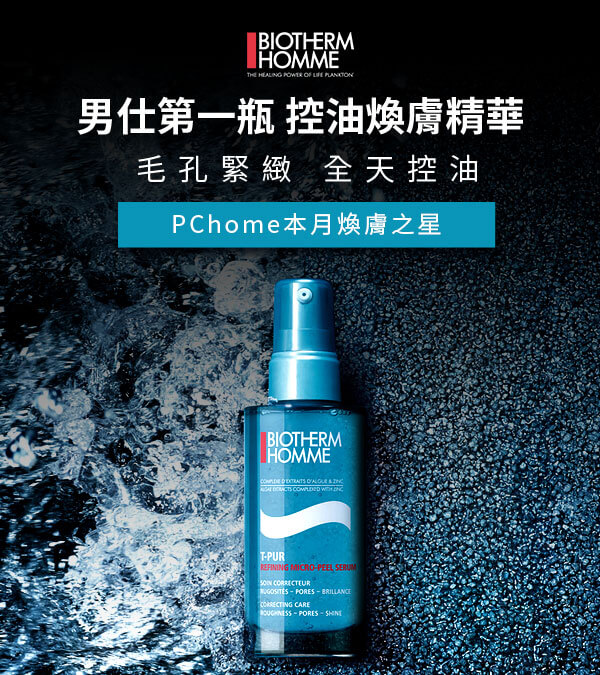 BIOTHERM
HOMME
THE HEALING POWER OF LIFE PLANKTON
男仕第一瓶 控油煥膚精華
毛孔緊緻 全天控油
PChome本月煥膚之星
BIOTHERM
HOMME
COMPLEXE D'EXTRAITS D'ALGUE & ZINC
ALGAE EXTRACTS COMPLEXED WITH ZINC
T-PUR
REFINING MICRO-PEEL SERUM
SOIN CORRECTEUR
RUGOSITÉS - PORES - BRILLANCE
CORRECTING CARE
ROUGHNESS - PORES - SHINE